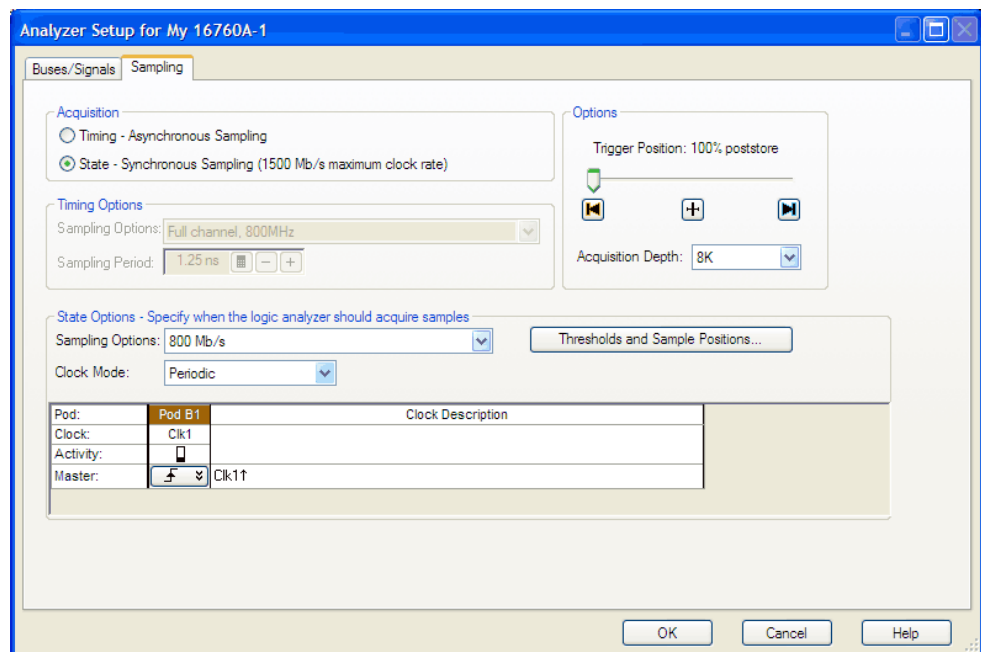 Analyzer Setup for My 16760A-1
Buses/Signals Sampling
Acquisition
Timing - Asynchronous Sampling
State - Synchronous Sampling (1500 Mb/s maximum clock rate)
Options
Trigger Position: 100% poststore
Acquisition Depth: 8K
Timing Options
Sampling Options: Full channel, 800MHz
Sampling Period: 1.25 ns
State Options - Specify when the logic analyzer should acquire samples
Sampling Options: 800 Mb/s
Thresholds and Sample Positions...
Clock Mode: Periodic
Pod: Pod B1 Clock Description
Clock: Clk1
Activity:
Master: Clk1↑
OK Cancel Help